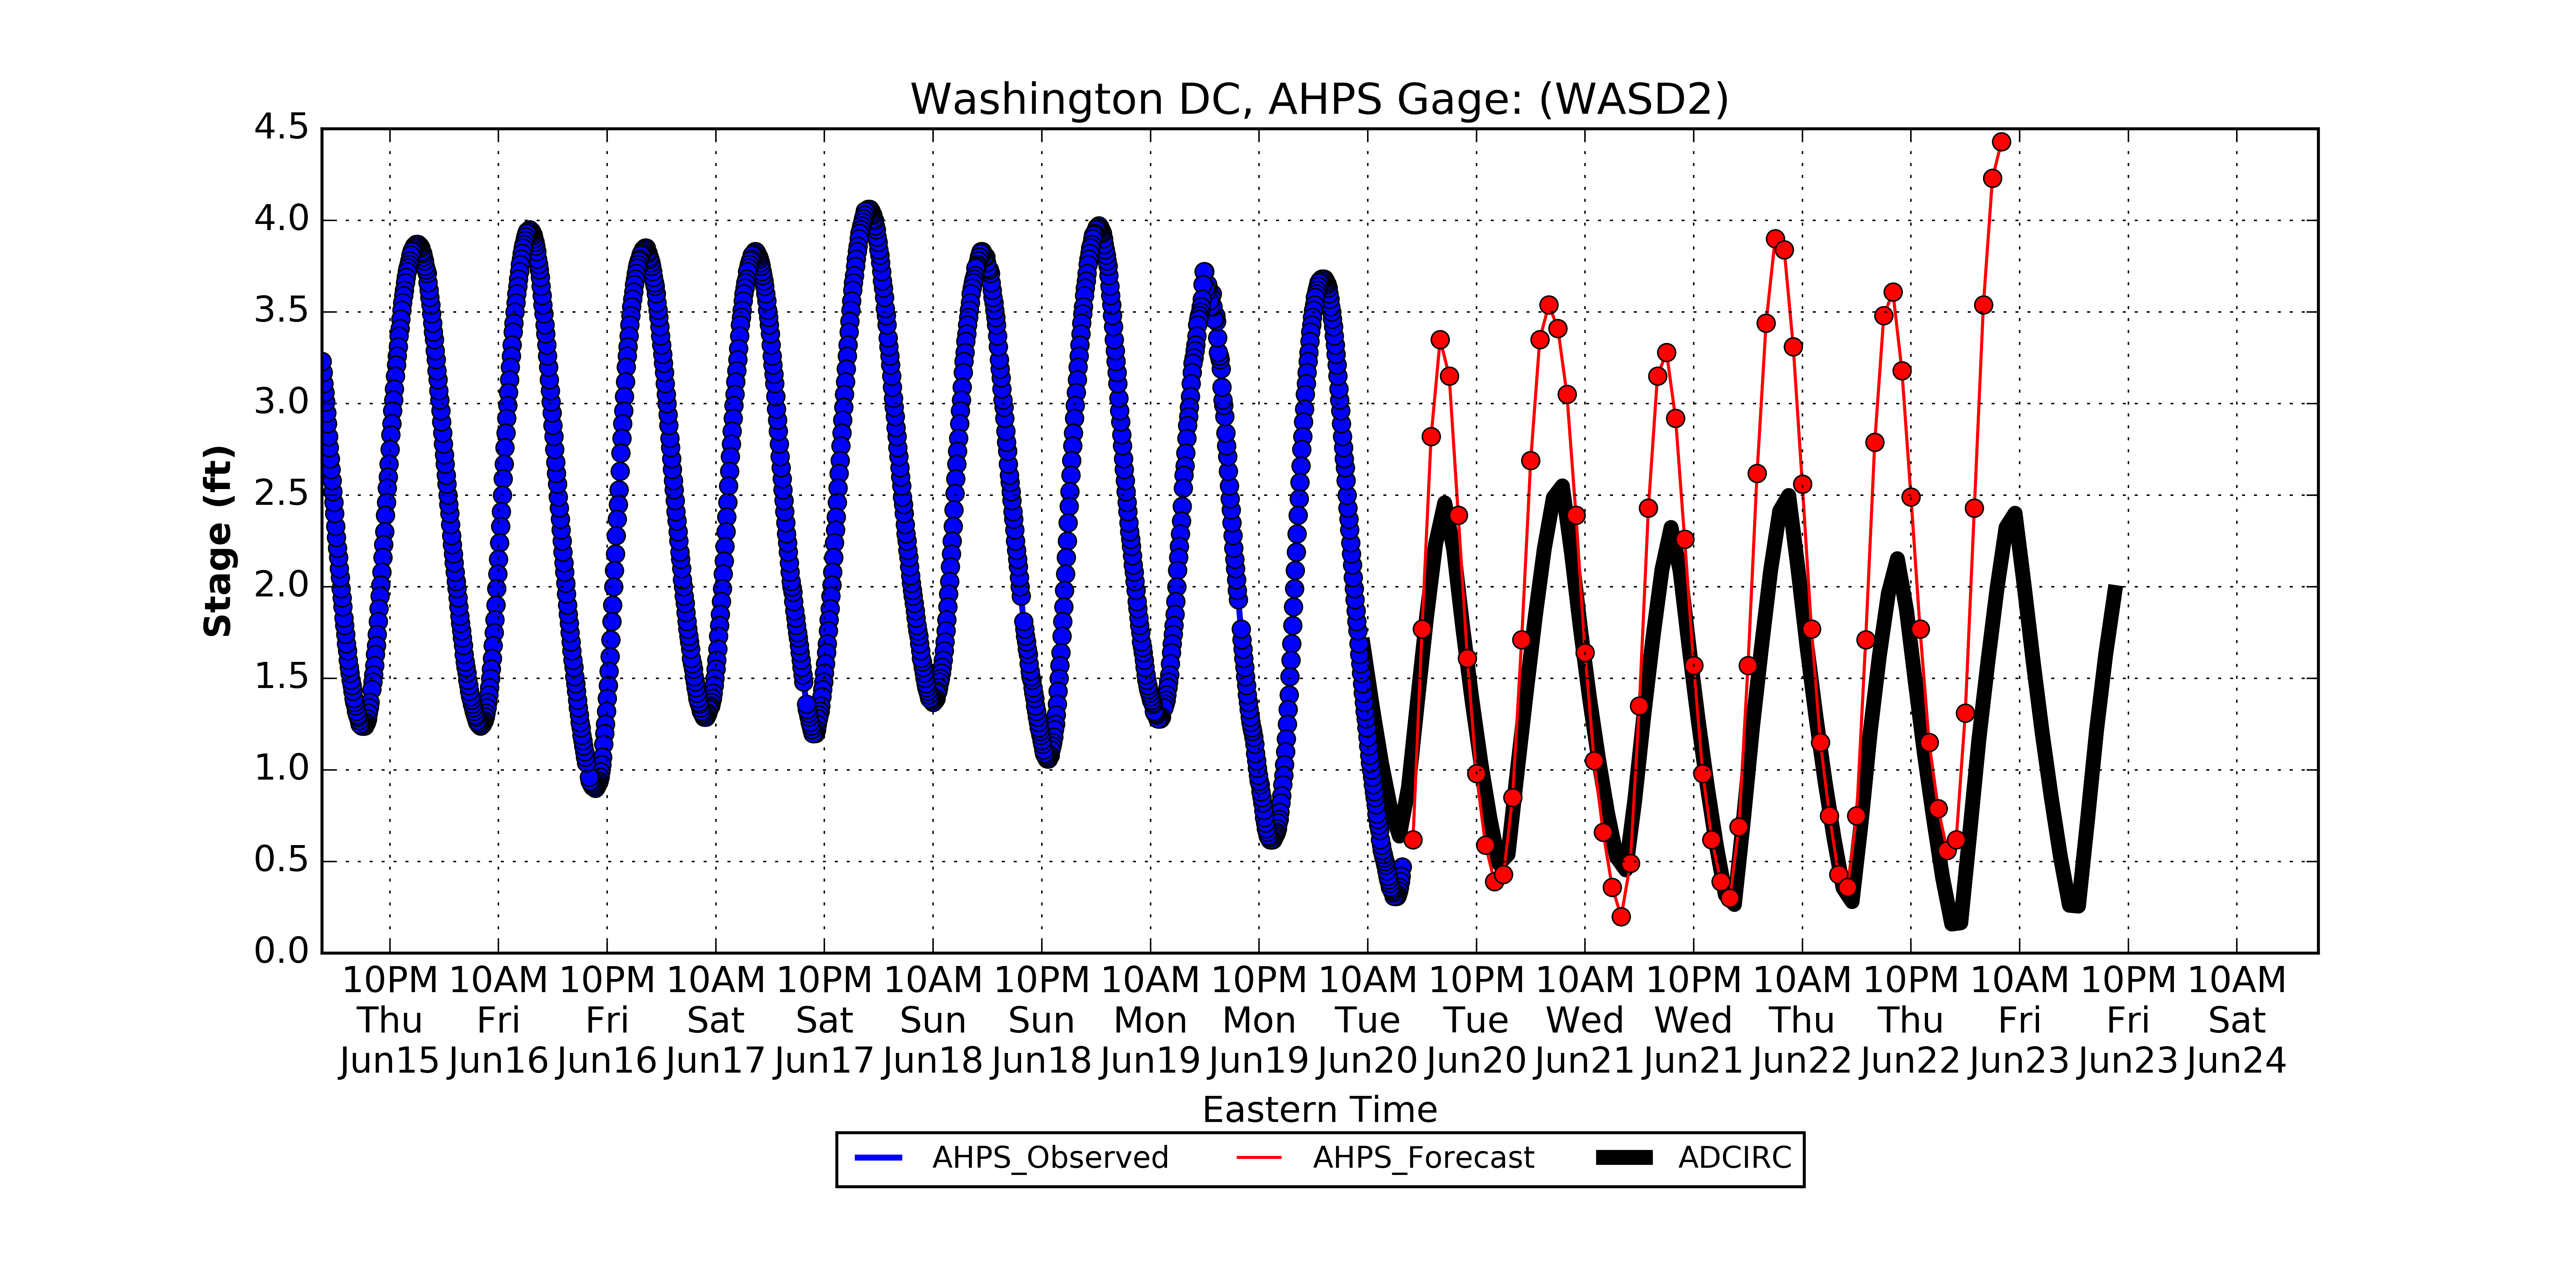 Washington DC, AHPS Gage: (WASD2)
4.5
4.0
3.5
3.0
2.5
2.0
1.5
1.0
0.5
0.0
Stage (ft)
10PM 10AM 10PM 10AM 10PM 10AM 10PM 10AM 10PM 10AM 10PM 10AM 10PM 10AM 10PM 10AM 10PM 10AM
Thu Fri Fri Sat Sat Sun Sun Mon Mon Tue Tue Wed Wed Thu Thu Fri Fri Sat
Jun15 Jun16 Jun16 Jun17 Jun17 Jun18 Jun18 Jun19 Jun19 Jun20 Jun20 Jun21 Jun21 Jun22 Jun22 Jun23 Jun23 Jun24
Eastern Time
AHPS_Observed AHPS_Forecast ADCIRC